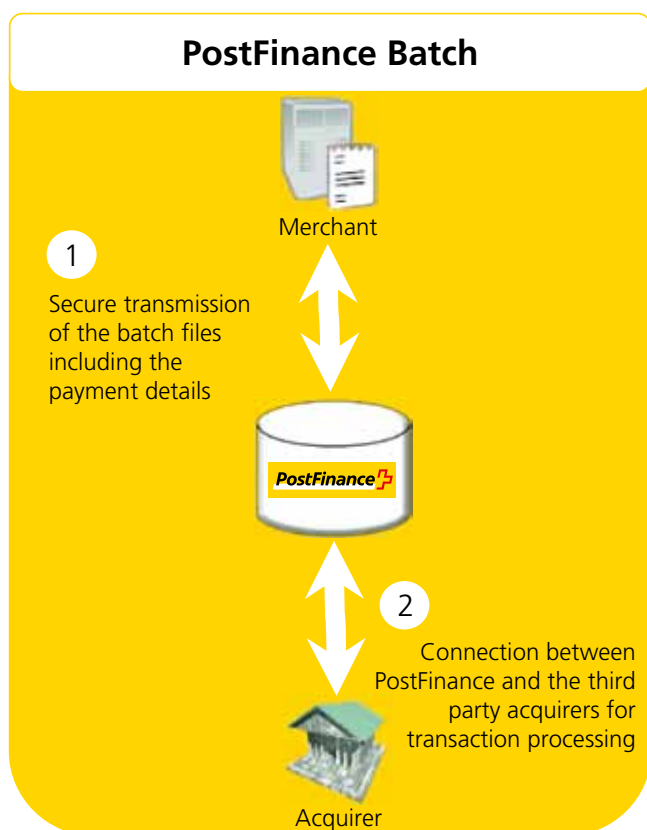 PostFinance Batch
Merchant
1
Secure transmission
of the batch files
including the
payment details
PostFinance
2
Connection between
PostFinance and the third
party acquirers for
transaction processing
Acquirer